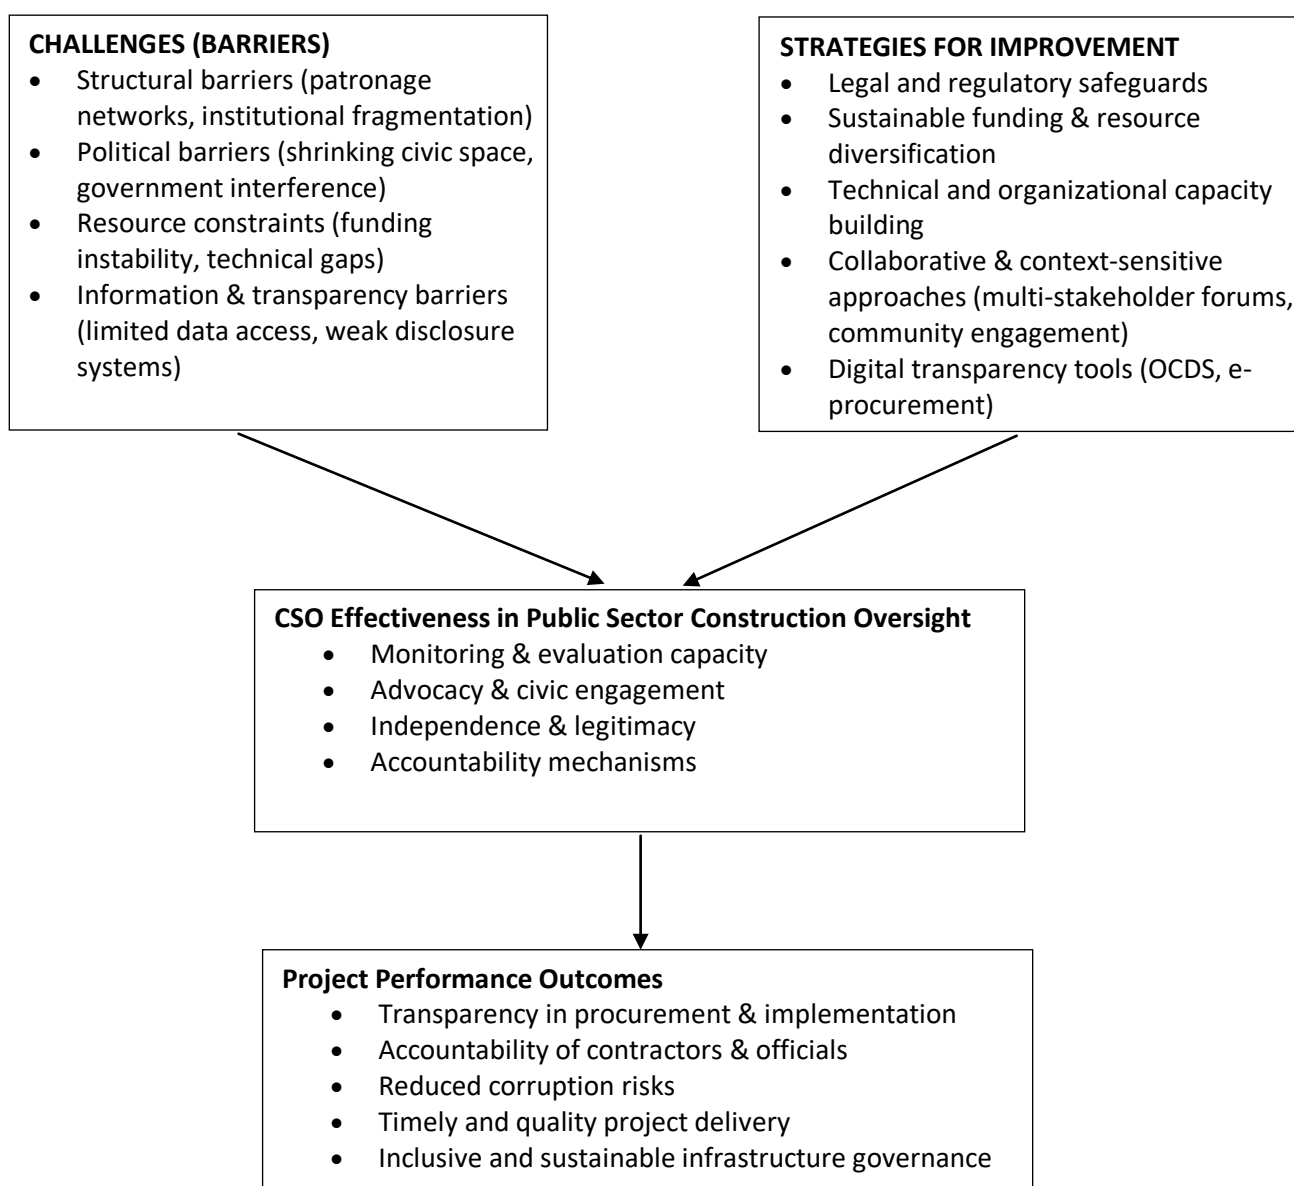 CHALLENGES (BARRIERS)
• Structural barriers (patronage
networks, institutional fragmentation)
• Political barriers (shrinking civic space,
government interference)
• Resource constraints (funding
instability, technical gaps)
• Information & transparency barriers
(limited data access, weak disclosure
systems)
STRATEGIES FOR IMPROVEMENT
• Legal and regulatory safeguards
• Sustainable funding & resource
diversification
• Technical and organizational capacity
building
• Collaborative & context-sensitive
approaches (multi-stakeholder forums,
community engagement)
• Digital transparency tools (OCDS, e-
procurement)
CSO Effectiveness in Public Sector Construction Oversight
• Monitoring & evaluation capacity
• Advocacy & civic engagement
• Independence & legitimacy
• Accountability mechanisms
Project Performance Outcomes
• Transparency in procurement & implementation
• Accountability of contractors & officials
• Reduced corruption risks
• Timely and quality project delivery
• Inclusive and sustainable infrastructure governance